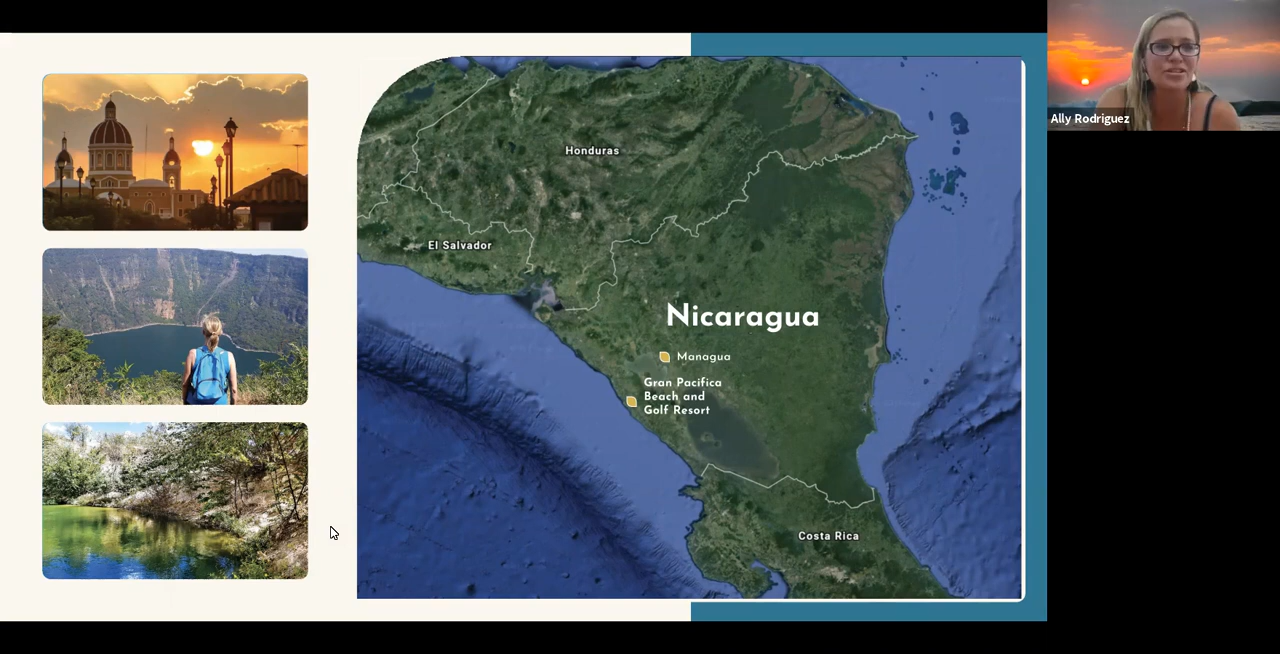 Honduras
El Salvador
Nicaragua
Managua
Gran Pacifica
Beach and
Golf Resort
Costa Rica
Ally Rodriguez